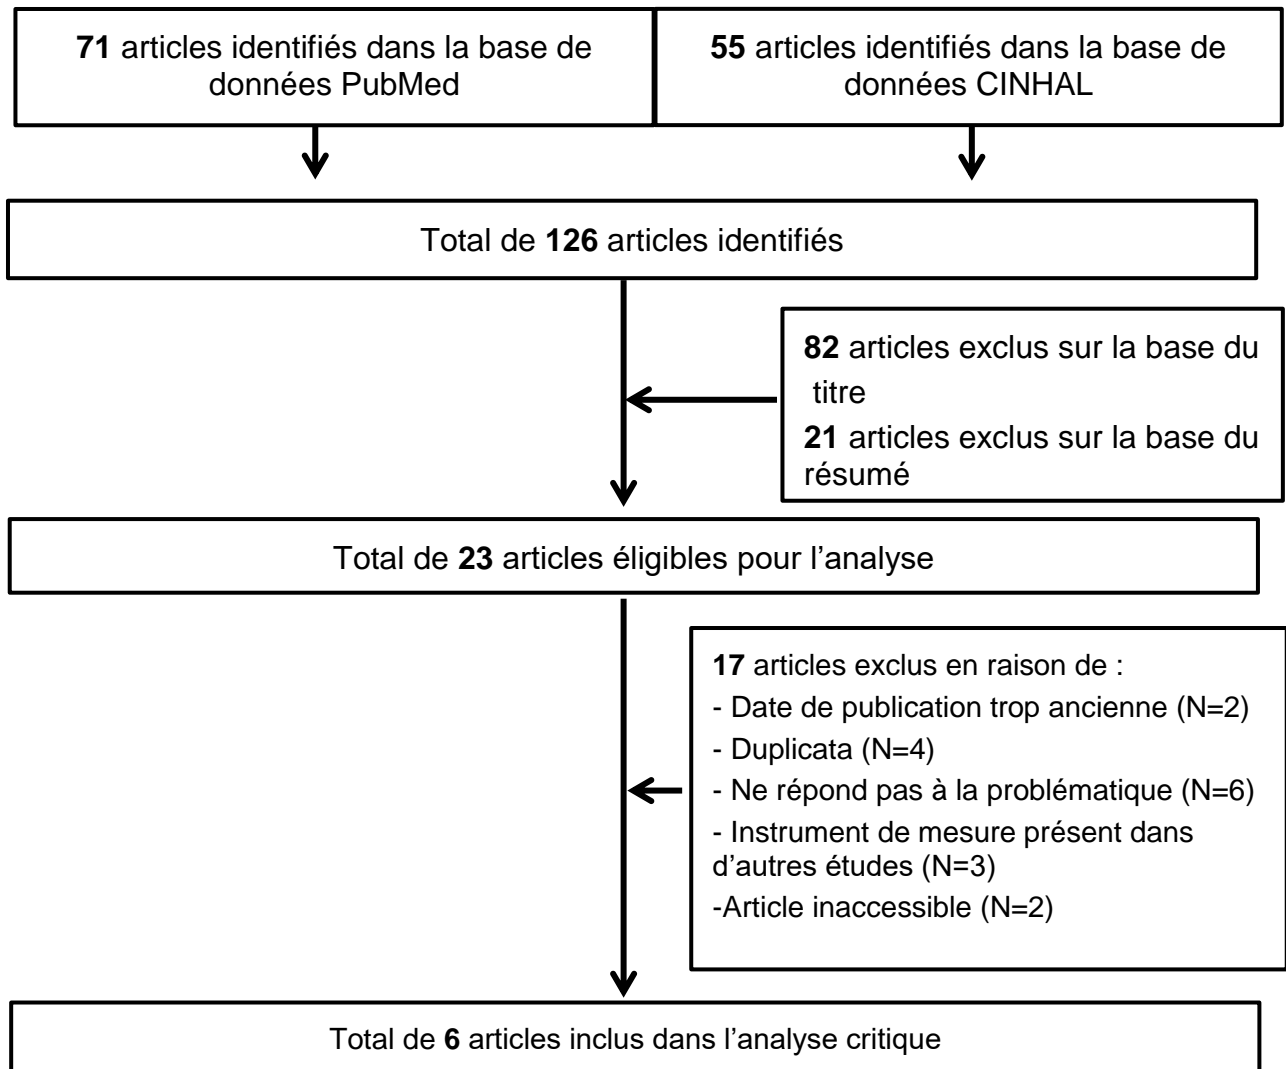 71 articles identifiés dans la base de
données PubMed
55 articles identifiés dans la base de
données CINHAL
Total de 126 articles identifiés
82 articles exclus sur la base du
titre
21 articles exclus sur la base du
résumé
Total de 23 articles éligibles pour l’analyse
17 articles exclus en raison de :
- Date de publication trop ancienne (N=2)
- Duplicata (N=4)
- Ne répond pas à la problématique (N=6)
- Instrument de mesure présent dans
d’autres études (N=3)
-Article inaccessible (N=2)
Total de 6 articles inclus dans l’analyse critique